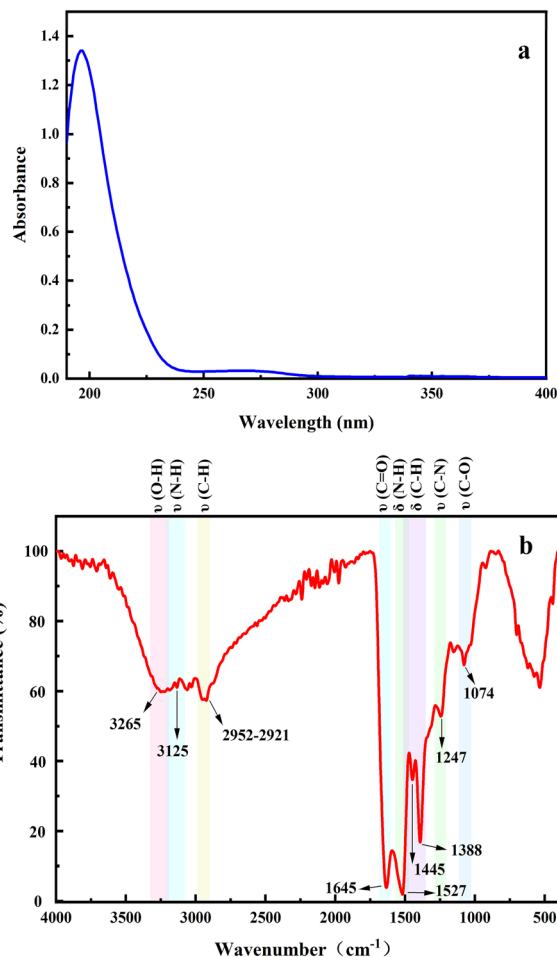 a
1.4
1.2
1.0
0.8
0.6
0.4
0.2
0.0
Absorbance
200 250 300 350 400
Wavelength (nm)
υ (O-H) υ (N-H) υ (C-H) υ (C=O) δ (N-H) δ (C-H) υ (C-N) υ (C-O)
b
100
80
60
40
20
0
3265
3125
2952-2921
1645
1527
1445
1388
1247
1074
4000 3500 3000 2500 2000 1500 1000 500
Wavenumber (cm-1)